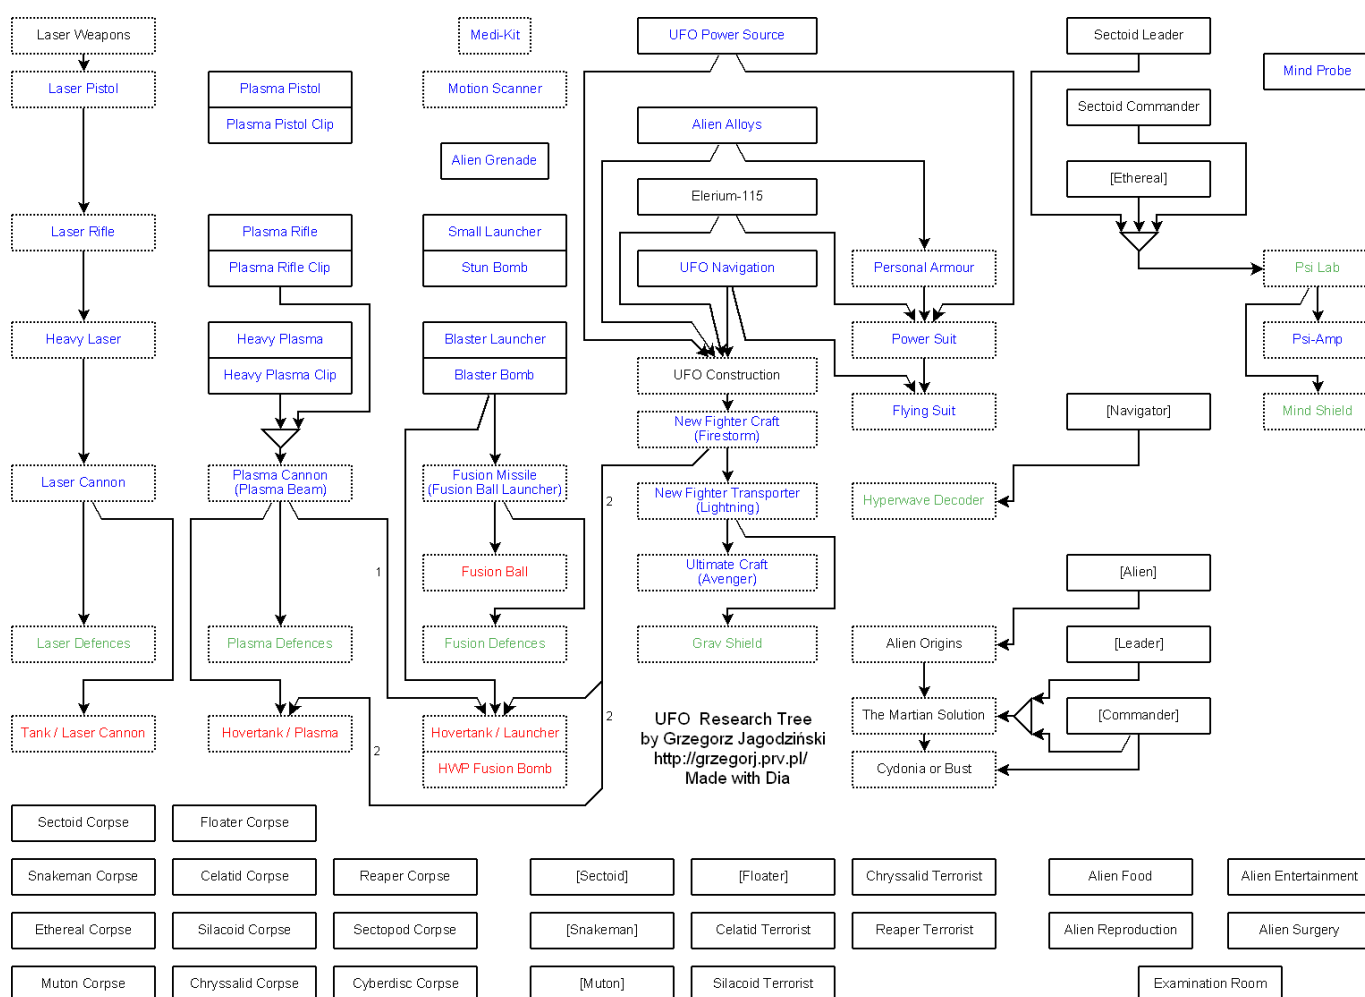 Laser Weapons
Medi-Kit
UFO Power Source
Sectoid Leader
Mind Probe
Laser Pistol
Plasma Pistol
Motion Scanner
Sectoid Commander
Plasma Pistol Clip
Alien Alloys
Alien Grenade
[Ethereal]
Elerium-115
Laser Rifle
Plasma Rifle
Small Launcher
Plasma Rifle Clip
Stun Bomb
UFO Navigation
Personal Armour
Psi Lab
Heavy Laser
Heavy Plasma
Blaster Launcher
Power Suit
Psi-Amp
Heavy Plasma Clip
Blaster Bomb
UFO Construction
Flying Suit
[Navigator]
Mind Shield
New Fighter Craft
(Firestorm)
Laser Cannon
Plasma Cannon
(Plasma Beam)
Fusion Missile
(Fusion Ball Launcher)
2
New Fighter Transporter
(Lightning)
Hyperwave Decoder
1
Fusion Ball
Ultimate Craft
(Avenger)
[Alien]
Laser Defences
Plasma Defences
Fusion Defences
Grav Shield
Alien Origins
[Leader]
Tank / Laser Cannon
Hovertank / Plasma
2
Hovertank / Launcher
HWP Fusion Bomb
2
UFO Research Tree
by Grzegorz Jagodziński
http://grzegorj.prv.pl/
Made with Dia
The Martian Solution
[Commander]
Cydonia or Bust
Sectoid Corpse
Floater Corpse
Snakeman Corpse
Celatid Corpse
Reaper Corpse
[Sectoid]
[Floater]
Chryssalid Terrorist
Alien Food
Alien Entertainment
Ethereal Corpse
Silacoid Corpse
Sectopod Corpse
[Snakeman]
Celatid Terrorist
Reaper Terrorist
Alien Reproduction
Alien Surgery
Muton Corpse
Chryssalid Corpse
Cyberdisc Corpse
[Muton]
Silacoid Terrorist
Examination Room